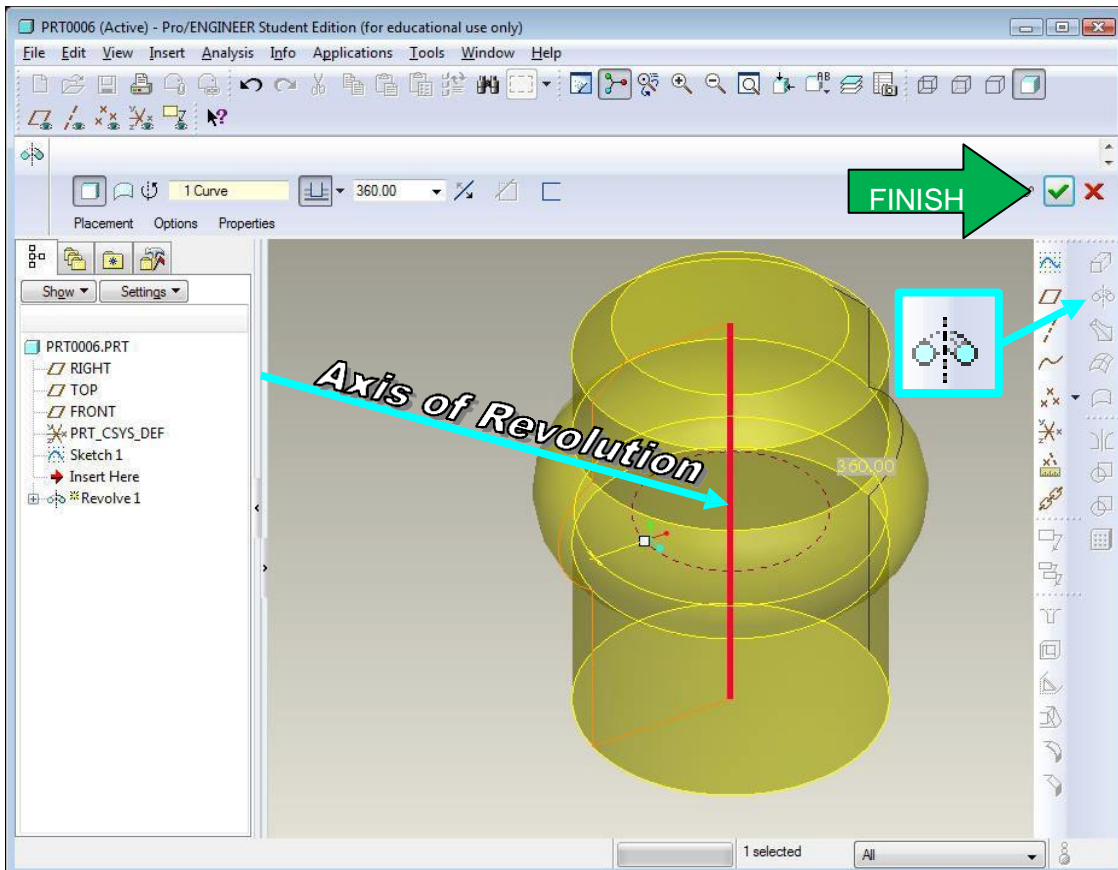 PRT0006 (Active) - Pro/ENGINEER Student Edition (for educational use only)
File Edit View Insert Analysis Info Applications Tools Window Help
1 Curve
360.00
FINISH
Placement Options Properties
Show Settings
PRT0006.PRT
RIGHT
TOP
FRONT
PRT_CSYS_DEF
Sketch 1
Insert Here
Revolve 1
Axis of Revolution
360.00
1 selected
All